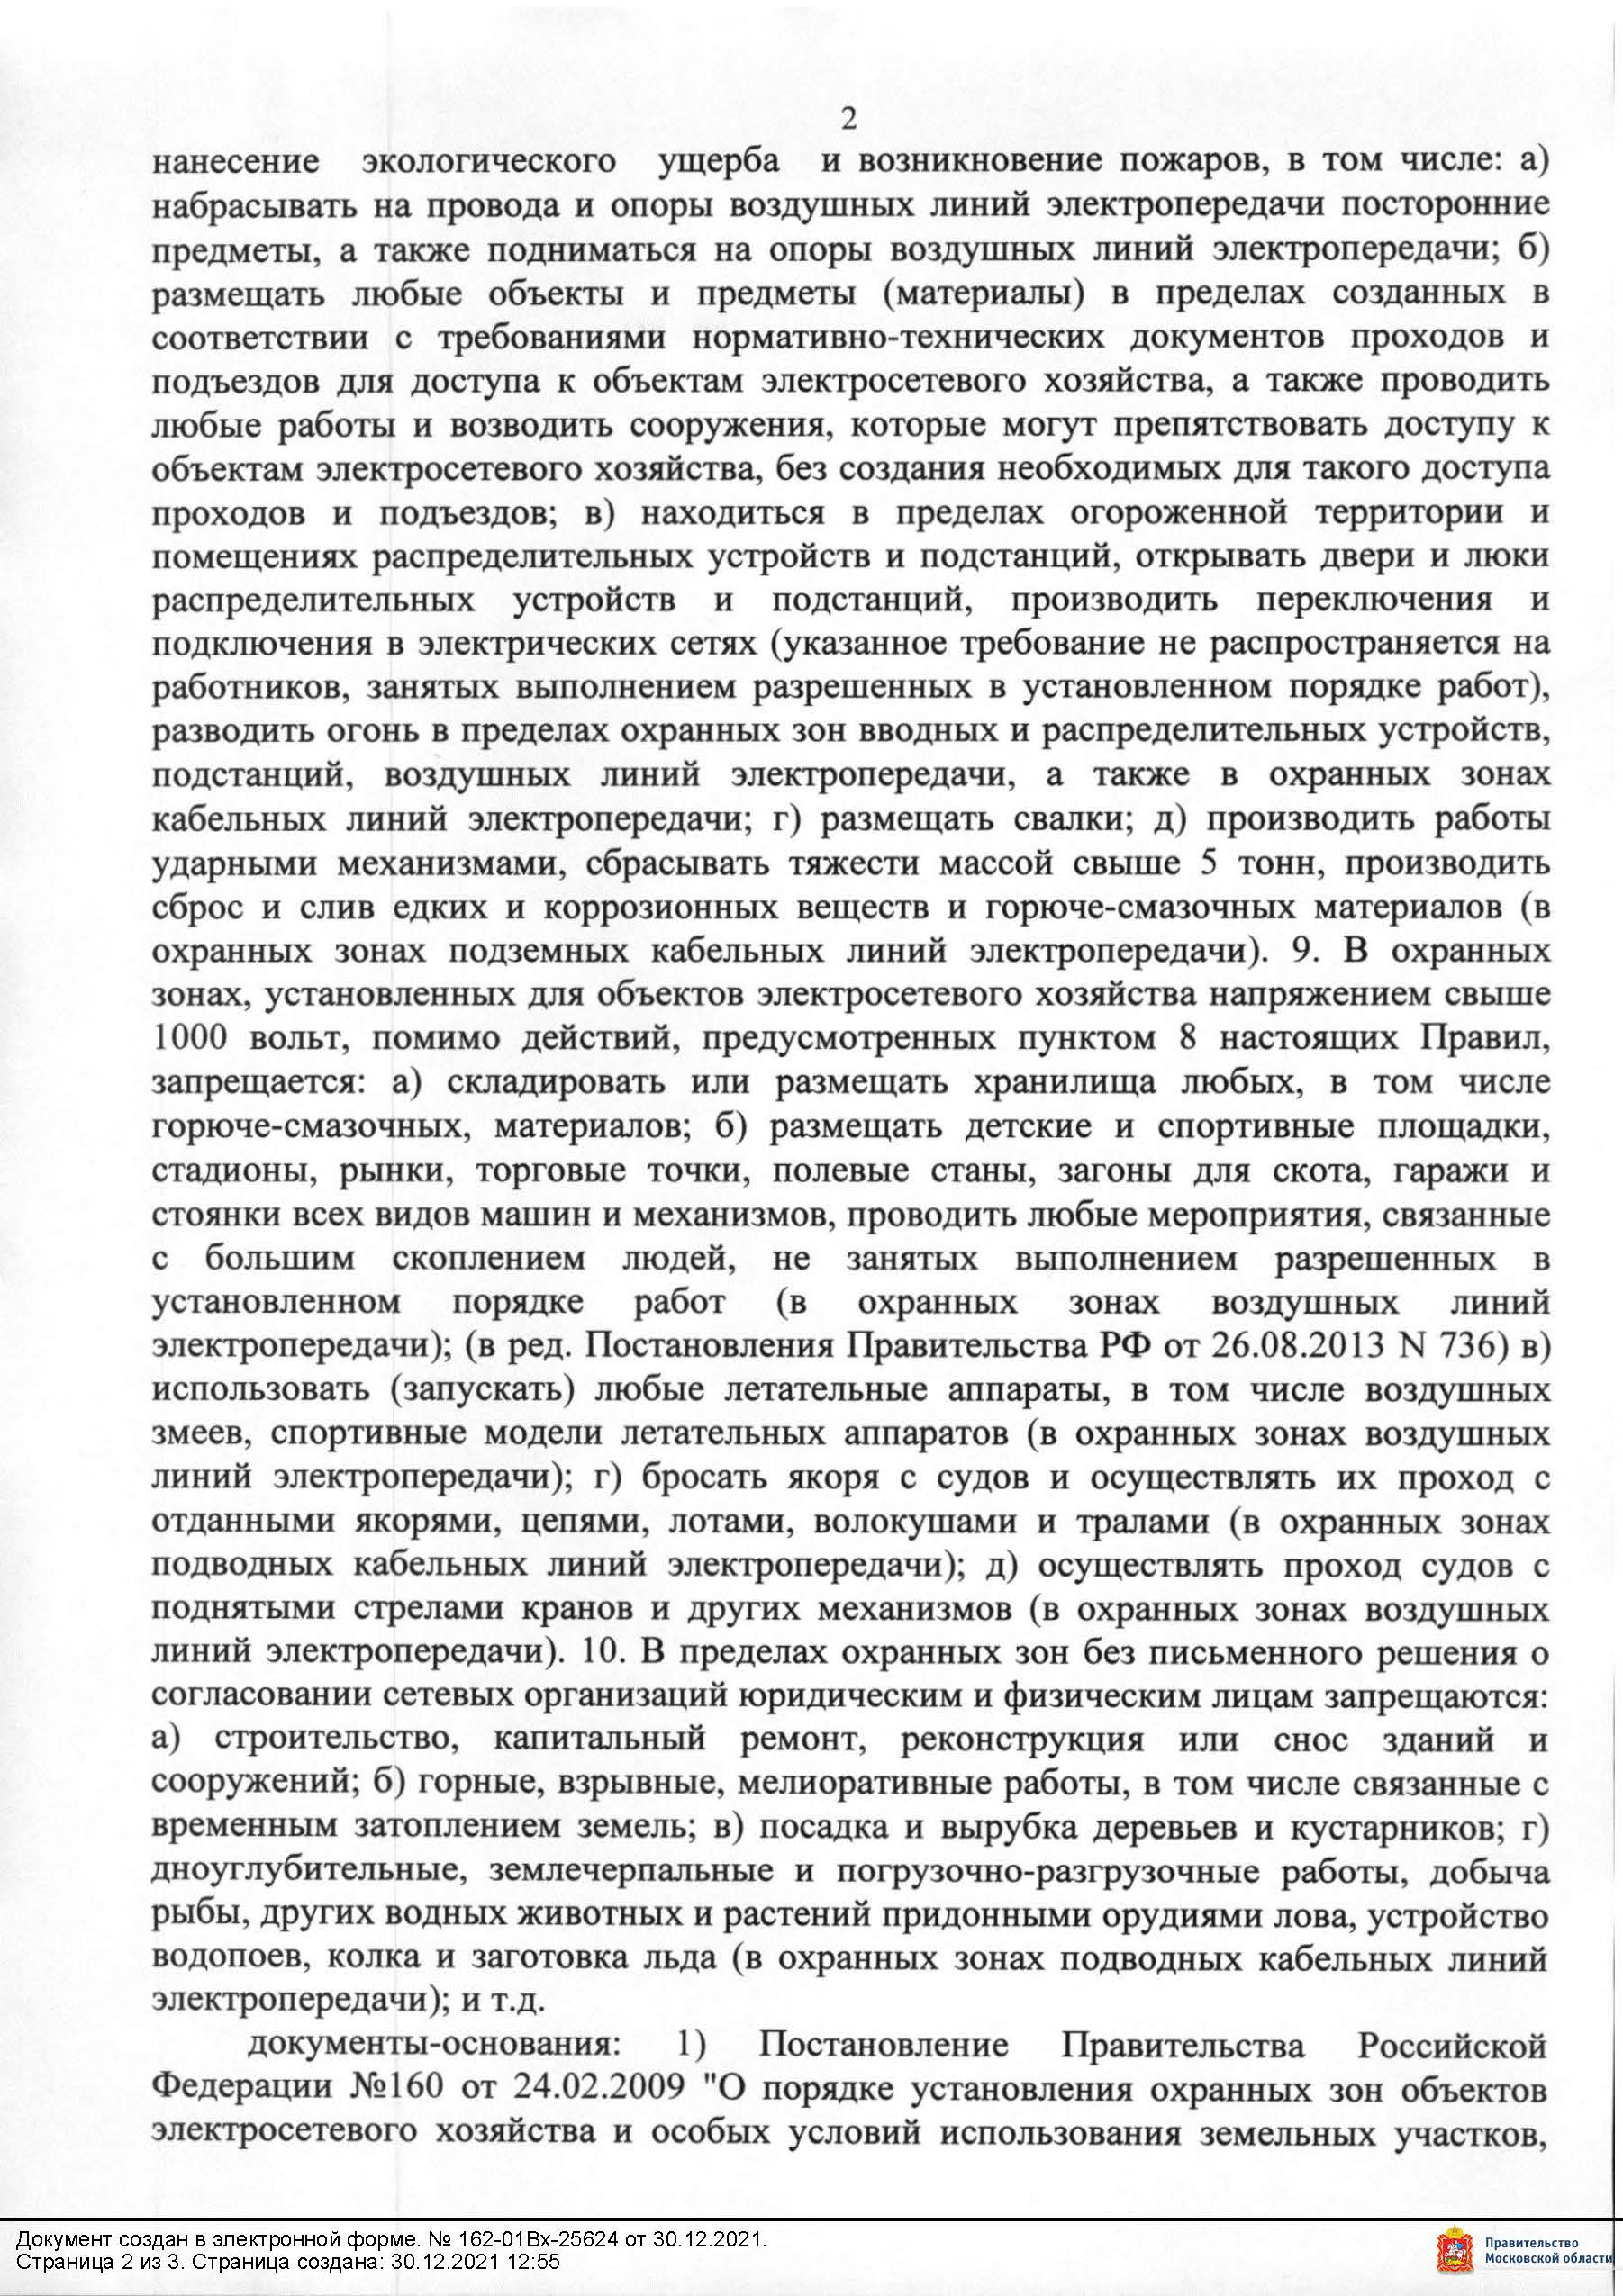 2
нанесение экологического ущерба и возникновение пожаров, в том числе: а)
набрасывать на провода и опоры воздушных линий электропередачи посторонние
предметы, а также подниматься на опоры воздушных линий электропередачи; б)
размещать любые объекты и предметы (материалы) в пределах созданных в
соответствии с требованиями нормативно-технических документов проходов и
подъездов для доступа к объектам электросетевого хозяйства, а также проводить
любые работы и возводить сооружения, которые могут препятствовать доступу к
объектам электросетевого хозяйства, без создания необходимых для такого доступа
проходов и подъездов; в) находиться в пределах огороженной территории и
помещениях распределительных устройств и подстанций, открывать двери и люки
распределительных устройств и подстанций, производить переключения и
подключения в электрических сетях (указанное требование не распространяется на
работников, занятых выполнением разрешенных в установленном порядке работ),
разводить огонь в пределах охранных зон вводных и распределительных устройств,
подстанций, воздушных линий электропередачи, а также в охранных зонах
кабельных линий электропередачи; г) размещать свалки; д) производить работы
ударными механизмами, сбрасывать тяжести массой свыше 5 тонн, производить
сброс и слив едких и коррозионных веществ и горюче-смазочных материалов (в
охранных зонах подземных кабельных линий электропередачи). 9. В охранных
зонах, установленных для объектов электросетевого хозяйства напряжением свыше
1000 вольт, помимо действий, предусмотренных пунктом 8 настоящих Правил,
запрещается: а) складировать или размещать хранилища любых, в том числе
горюче-смазочных, материалов; б) размещать детские и спортивные площадки,
стадионы, рынки, торговые точки, полевые станы, загоны для скота, гаражи и
стоянки всех видов машин и механизмов, проводить любые мероприятия, связанные
с большим скоплением людей, не занятых выполнением разрешенных в
установленном порядке работ (в охранных зонах воздушных линий
электропередачи); (в ред. Постановления Правительства РФ от 26.08.2013 N 736) в)
использовать (запускать) любые летательные аппараты, в том числе воздушных
змеев, спортивные модели летательных аппаратов (в охранных зонах воздушных
линий электропередачи); г) бросать якоря с судов и осуществлять их проход с
отданными якорями, цепями, лотами, волокушами и тралами (в охранных зонах
подводных кабельных линий электропередачи); д) осуществлять проход судов с
поднятыми стрелами кранов и других механизмов (в охранных зонах воздушных
линий электропередачи). 10. В пределах охранных зон без письменного решения о
согласовании сетевых организаций юридическим и физическим лицам запрещаются:
а) строительство, капитальный ремонт, реконструкция или снос зданий и
сооружений; б) горные, взрывные, мелиоративные работы, в том числе связанные с
временным затоплением земель; в) посадка и вырубка деревьев и кустарников; г)
дноуглубительные, землечерпальные и погрузочно-разгрузочные работы, добыча
рыбы, других водных животных и растений придонными орудиями лова, устройство
водопоев, колка и заготовка льда (в охранных зонах подводных кабельных линий
электропередачи); и т.д.
документы-основания: 1) Постановление Правительства Российской
Федерации №160 от 24.02.2009 "О порядке установления охранных зон объектов
электросетевого хозяйства и особых условий использования земельных участков,
Документ создан в электронной форме. № 162-01Вх-25624 от 30.12.2021.
Страница 2 из 3. Страница создана: 30.12.2021 12:55
Правительство
Московской области